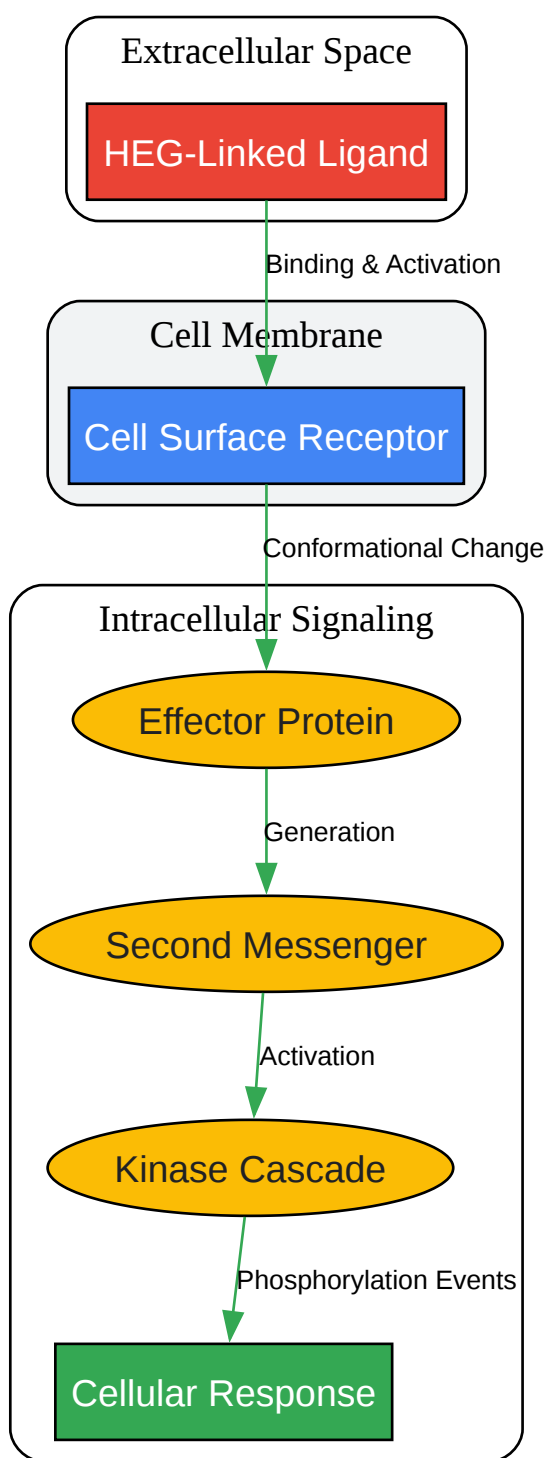 Extracellular Space
HEG-Linked Ligand
Binding & Activation
Cell Membrane
Cell Surface Receptor
Conformational Change
Intracellular Signaling
Effector Protein
Generation
Second Messenger
Activation
Kinase Cascade
Phosphorylation Events
Cellular Response